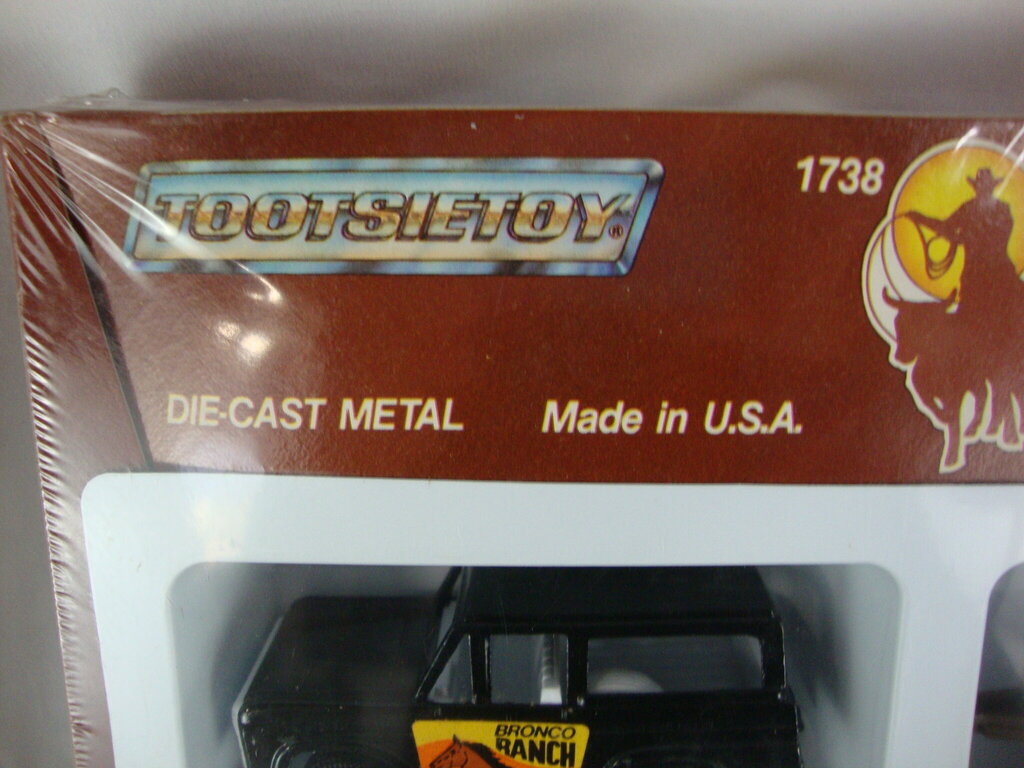 TOOTSIETOY®
1738
DIE-CAST METAL
Made in U.S.A.
BRONCO
RANCH